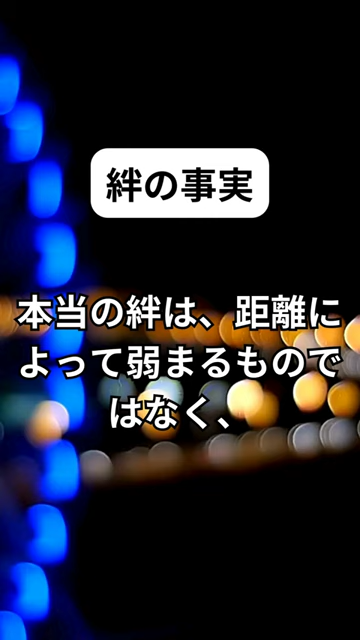 絆の事実
本当の絆は、距離に
よって弱まるもので
はなく、